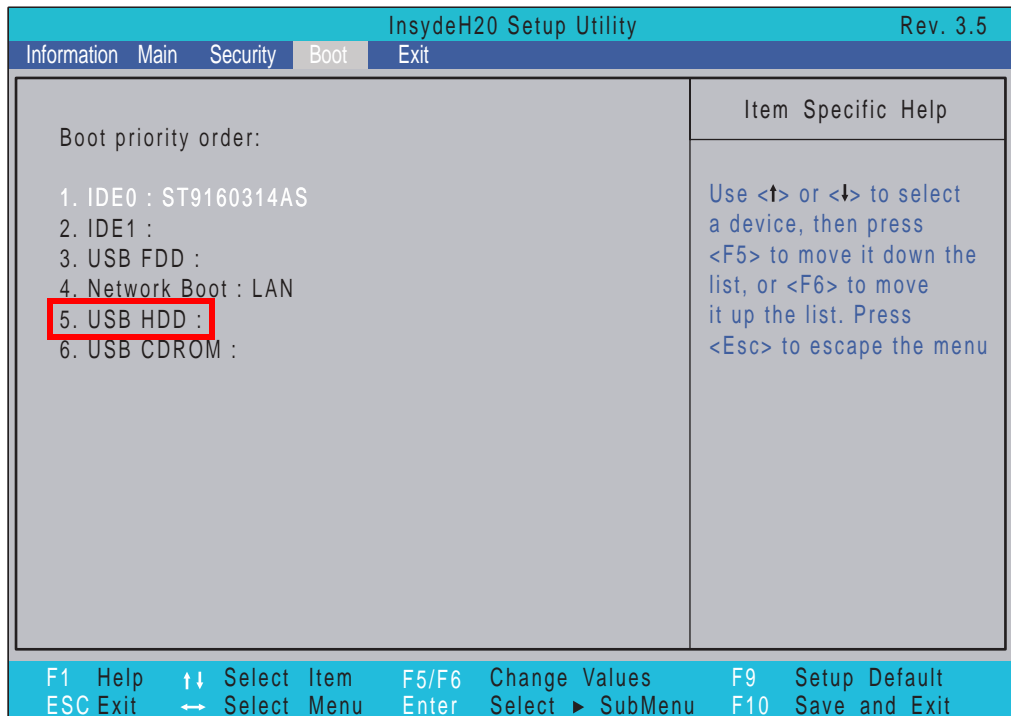 InsydeH20 Setup Utility Rev. 3.5
Information Main Security Boot Exit
Boot priority order:
1. IDE0 : ST9160314AS
2. IDE1 :
3. USB FDD :
4. Network Boot : LAN
5. USB HDD :
6. USB CDROM :
Item Specific Help
Use <↑> or <↓> to select
a device, then press
<F5> to move it down the
list, or <F6> to move
it up the list. Press
<Esc> to escape the menu
F1 Help ↑↓ Select Item F5/F6 Change Values F9 Setup Default
ESC Exit ↔ Select Menu Enter Select ► SubMenu F10 Save and Exit